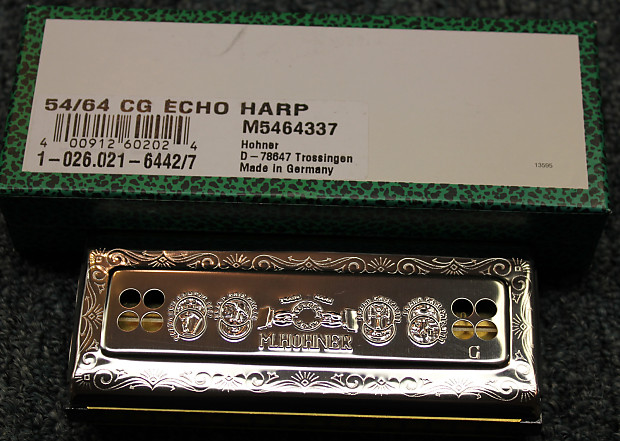 54/64 CG ECHO HARP
M5464337
4 00912 60202 4
Hohner
1-026.021-6442/7
D-78647 Trossingen
Made in Germany
13595
M.HOHNER
G